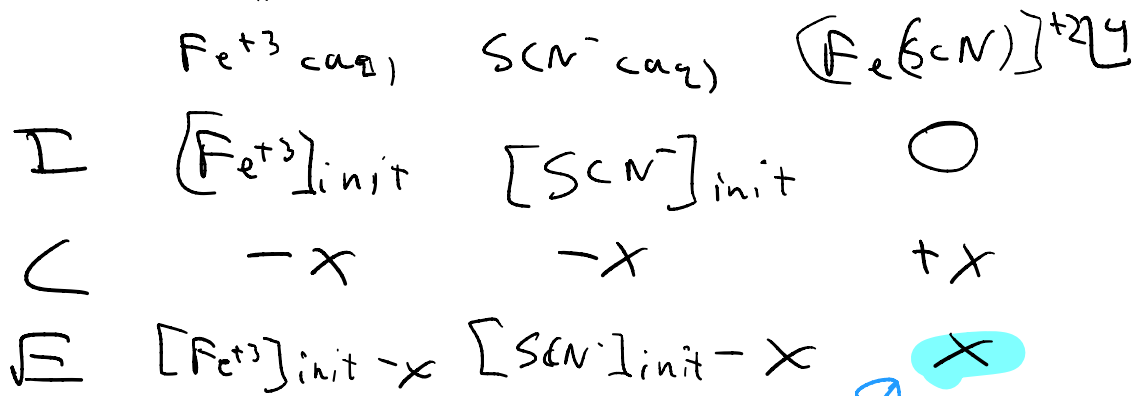 Fe+3 (aq) SCN- (aq) [Fe(SCN)]+2
I [Fe+3]init [SCN-]init 0
C -x -x +x
E [Fe+3]init -x [SCN-]init - x x